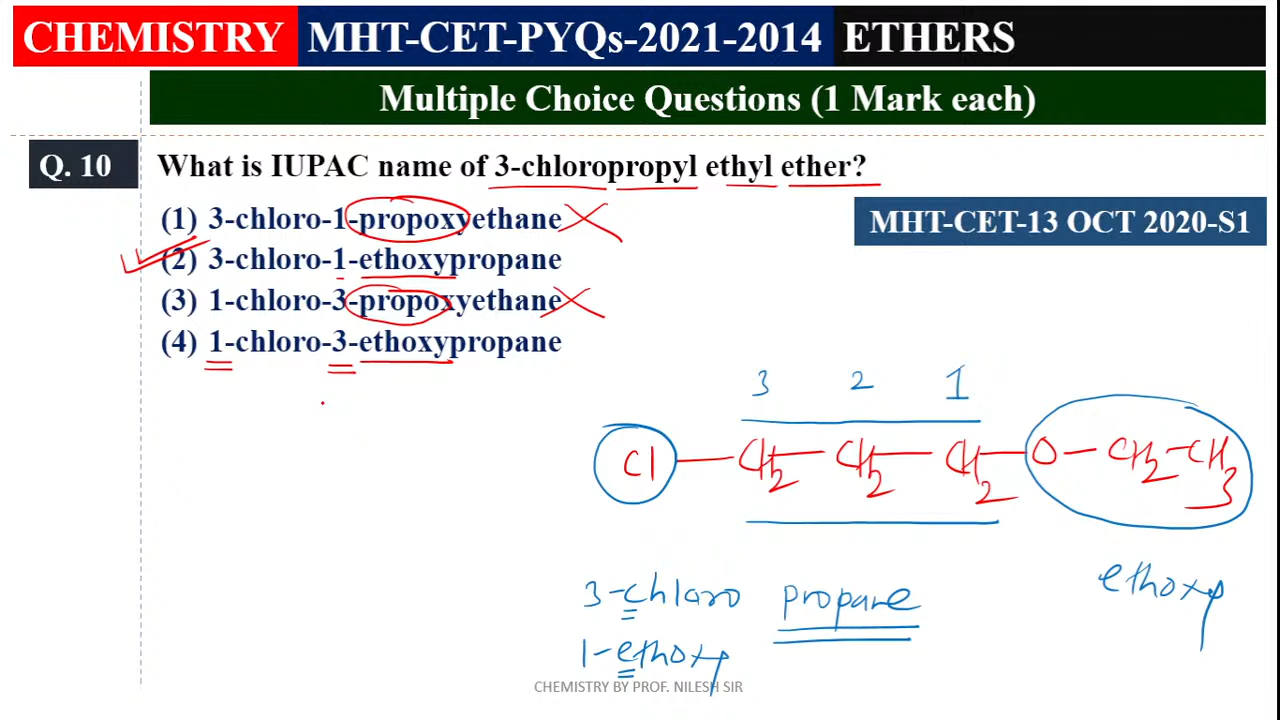 CHEMISTRY MHT-CET-PYQs-2021-2014 ETHERS
Multiple Choice Questions (1 Mark each)
Q. 10 What is IUPAC name of 3-chloropropyl ethyl ether?
(1) 3-chloro-1-propoxyethane
MHT-CET-13 OCT 2020-S1
(2) 3-chloro-1-ethoxypropane
(3) 1-chloro-3-propoxyethane
(4) 1-chloro-3-ethoxypropane
3 2 1
Cl — CH2 — CH2 — CH2 — O — CH2 — CH3
ethoxy
3-chloro propane
1-ethoxy
CHEMISTRY BY PROF. NILESH SIR